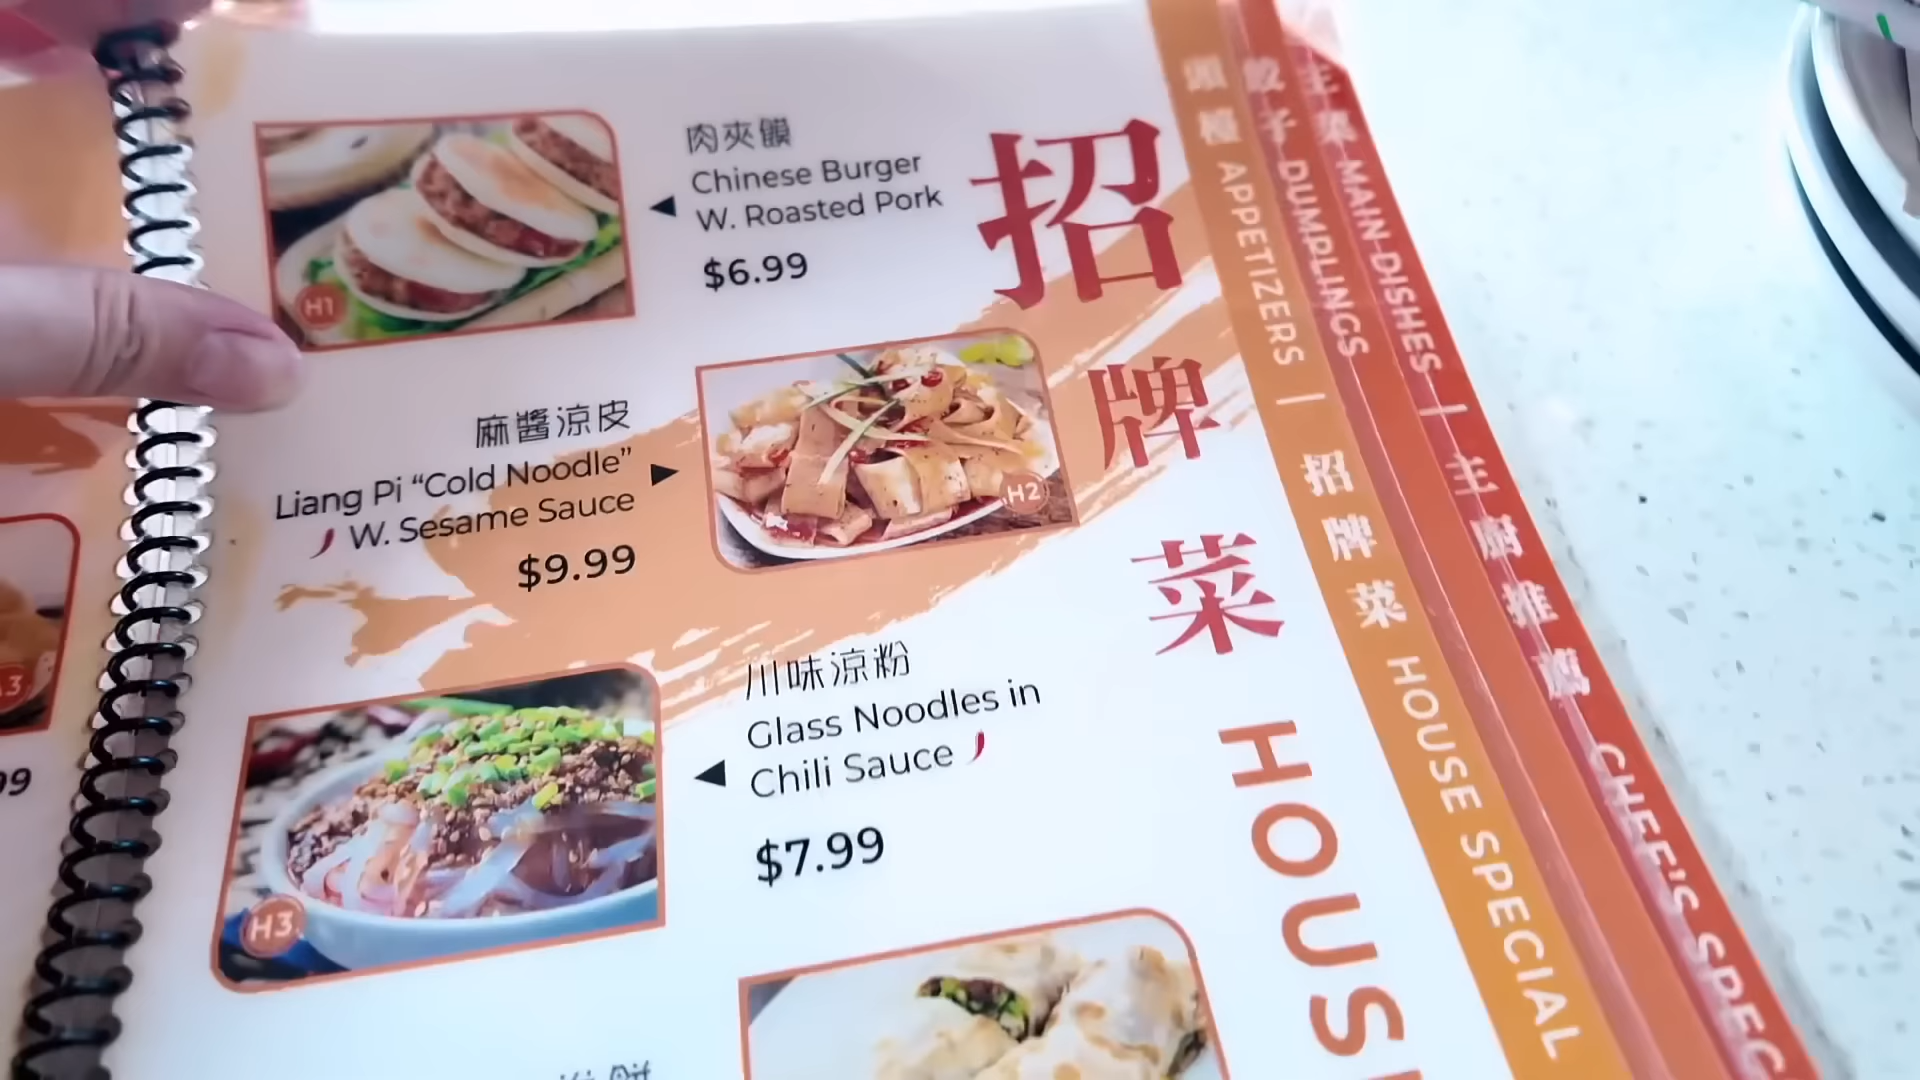 肉夾饃
Chinese Burger
W. Roasted Pork
$6.99
H1
麻醬涼皮
Liang Pi “Cold Noodle”
W. Sesame Sauce
$9.99
H2
川味涼粉
Glass Noodles in
Chili Sauce
$7.99
H3
招牌菜 HOUS
APPETIZERS | 招牌菜 HOUSE SPECIAL
餃子 DUMPLINGS
主菜 MAIN DISHES | 主廚推薦 CHEF'S SPEC
99